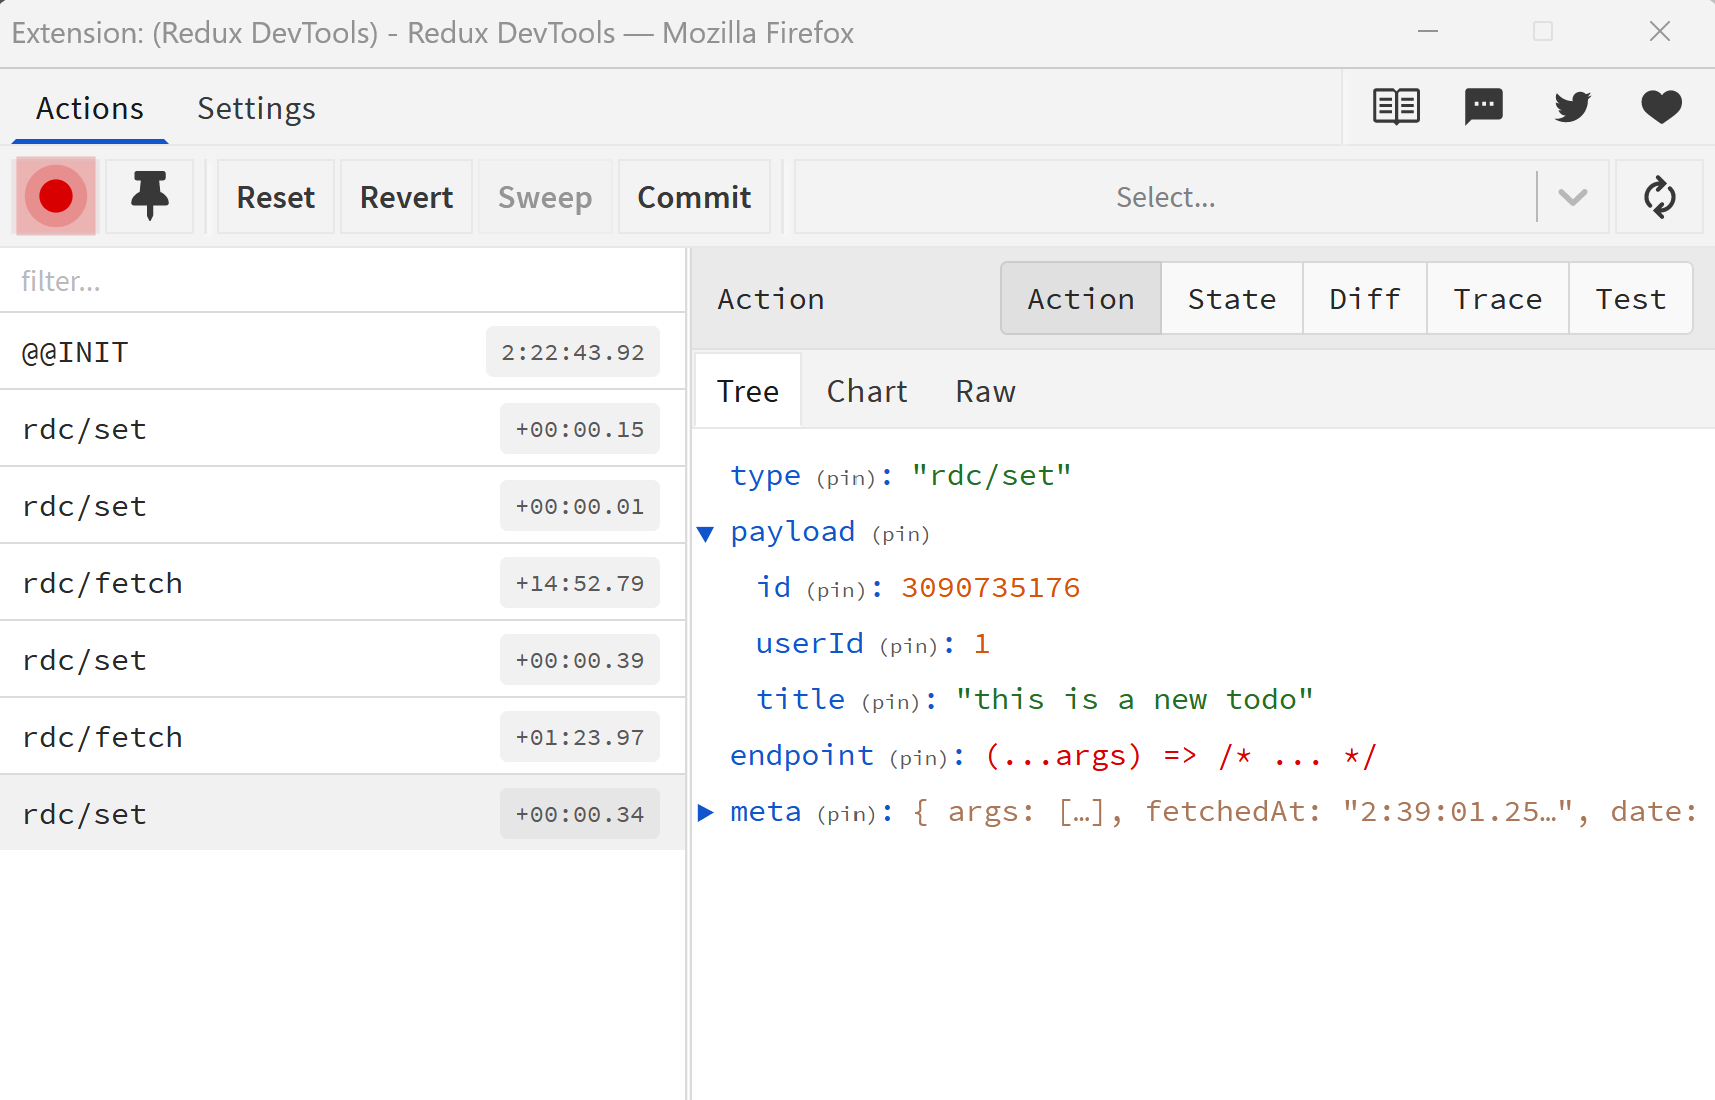 Extension: (Redux DevTools) - Redux DevTools — Mozilla Firefox
Actions Settings
Reset Revert Sweep Commit Select...
filter...
@@INIT 2:22:43.92
rdc/set +00:00.15
rdc/set +00:00.01
rdc/fetch +14:52.79
rdc/set +00:00.39
rdc/fetch +01:23.97
rdc/set +00:00.34
Action Action State Diff Trace Test
Tree Chart Raw
type (pin): "rdc/set"
payload (pin)
id (pin): 3090735176
userId (pin): 1
title (pin): "this is a new todo"
endpoint (pin): (...args) => /* ... */
meta (pin): { args: […], fetchedAt: "2:39:01.25…", date: